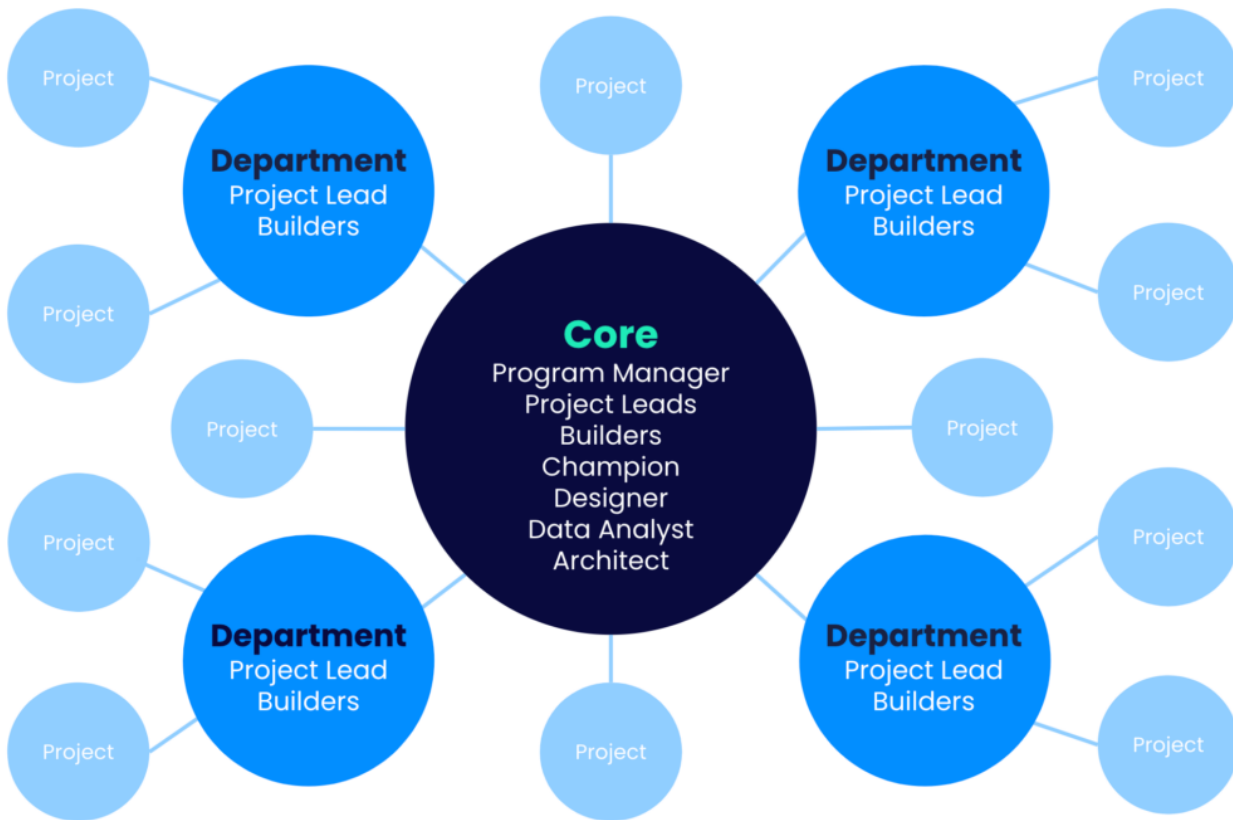 Project
Project
Project
Department
Project Lead
Builders
Department
Project Lead
Builders
Project
Project
Core
Program Manager
Project Leads
Builders
Champion
Designer
Data Analyst
Architect
Project
Project
Project
Project
Department
Project Lead
Builders
Department
Project Lead
Builders
Project
Project
Project